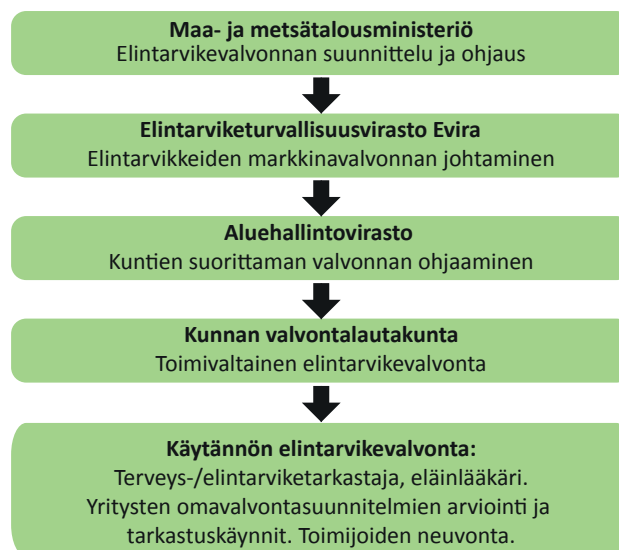 Maa- ja metsätalousministeriö
Elintarvikevalvonnan suunnittelu ja ohjaus
Elintarviketurvallisuusvirasto Evira
Elintarvikkeiden markkinavalvonnan johtaminen
Aluehallintovirasto
Kuntien suorittaman valvonnan ohjaaminen
Kunnan valvontalautakunta
Toimivaltainen elintarvikevalvonta
Käytännön elintarvikevalvonta:
Terveys-/elintarviketarkastaja, eläinlääkäri.
Yritysten omavalvontasuunnitelmien arviointi ja
tarkastuskäynnit. Toimijoiden neuvonta.